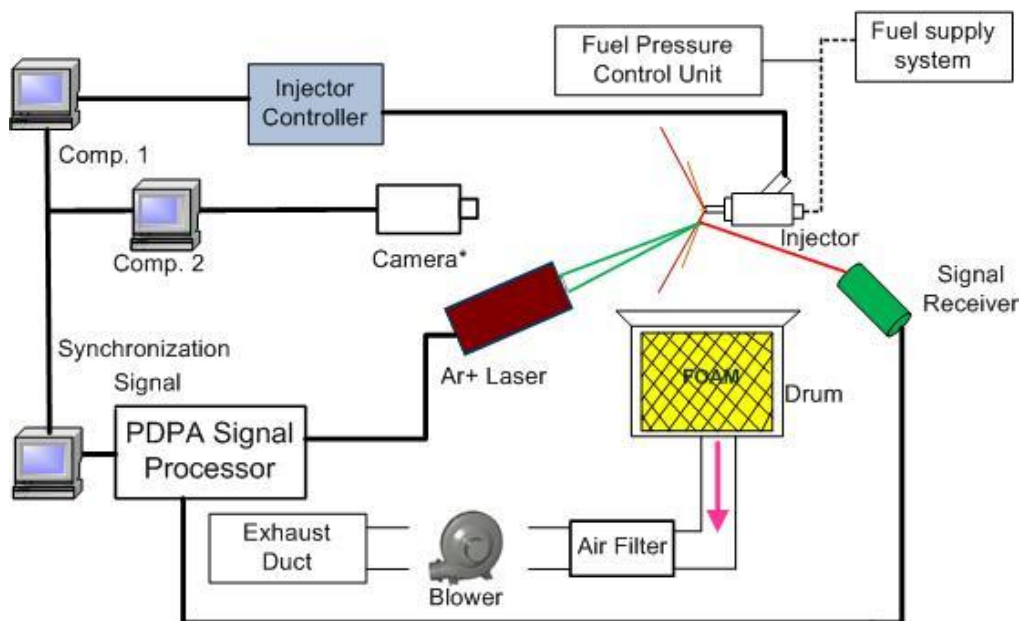 Fuel Pressure
Control Unit
Fuel supply
system
Injector
Controller
Comp. 1
Comp. 2
Camera*
Injector
Signal
Receiver
Synchronization
Signal
Ar+ Laser
FOAM
Drum
PDPA Signal
Processor
Exhaust
Duct
Blower
Air Filter